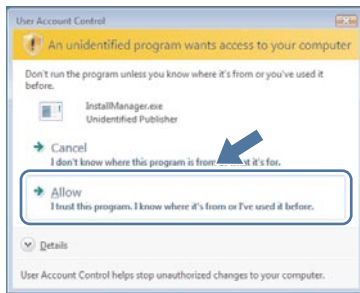 User Account Control
An unidentified program wants access to your computer
Don't run the program unless you know where it's from or you've used it
before.
InstallManager.exe
Unidentified Publisher
Cancel
I don't know where this program is from it's for.
Allow
I trust this program. I know where it's from or I've used it before.
Details
User Account Control helps stop unauthorized changes to your computer.